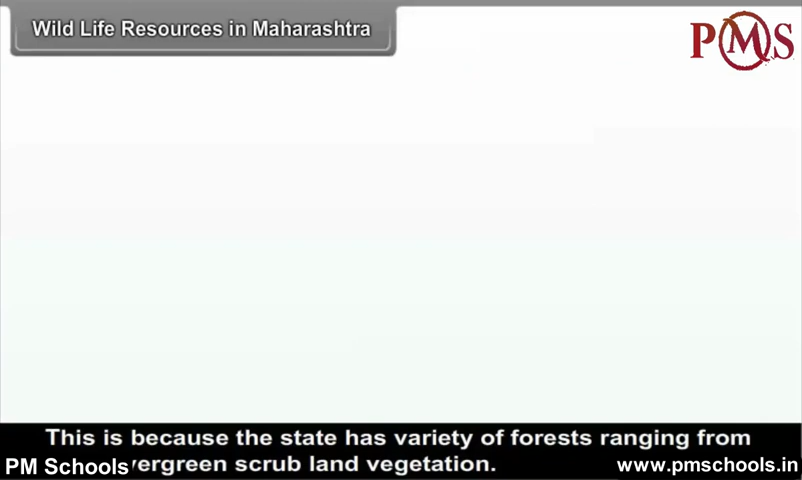 Wild Life Resources in Maharashtra
PMS
This is because the state has variety of forests ranging from
PM Schools vergreen scrub land vegetation.
www.pmschools.in